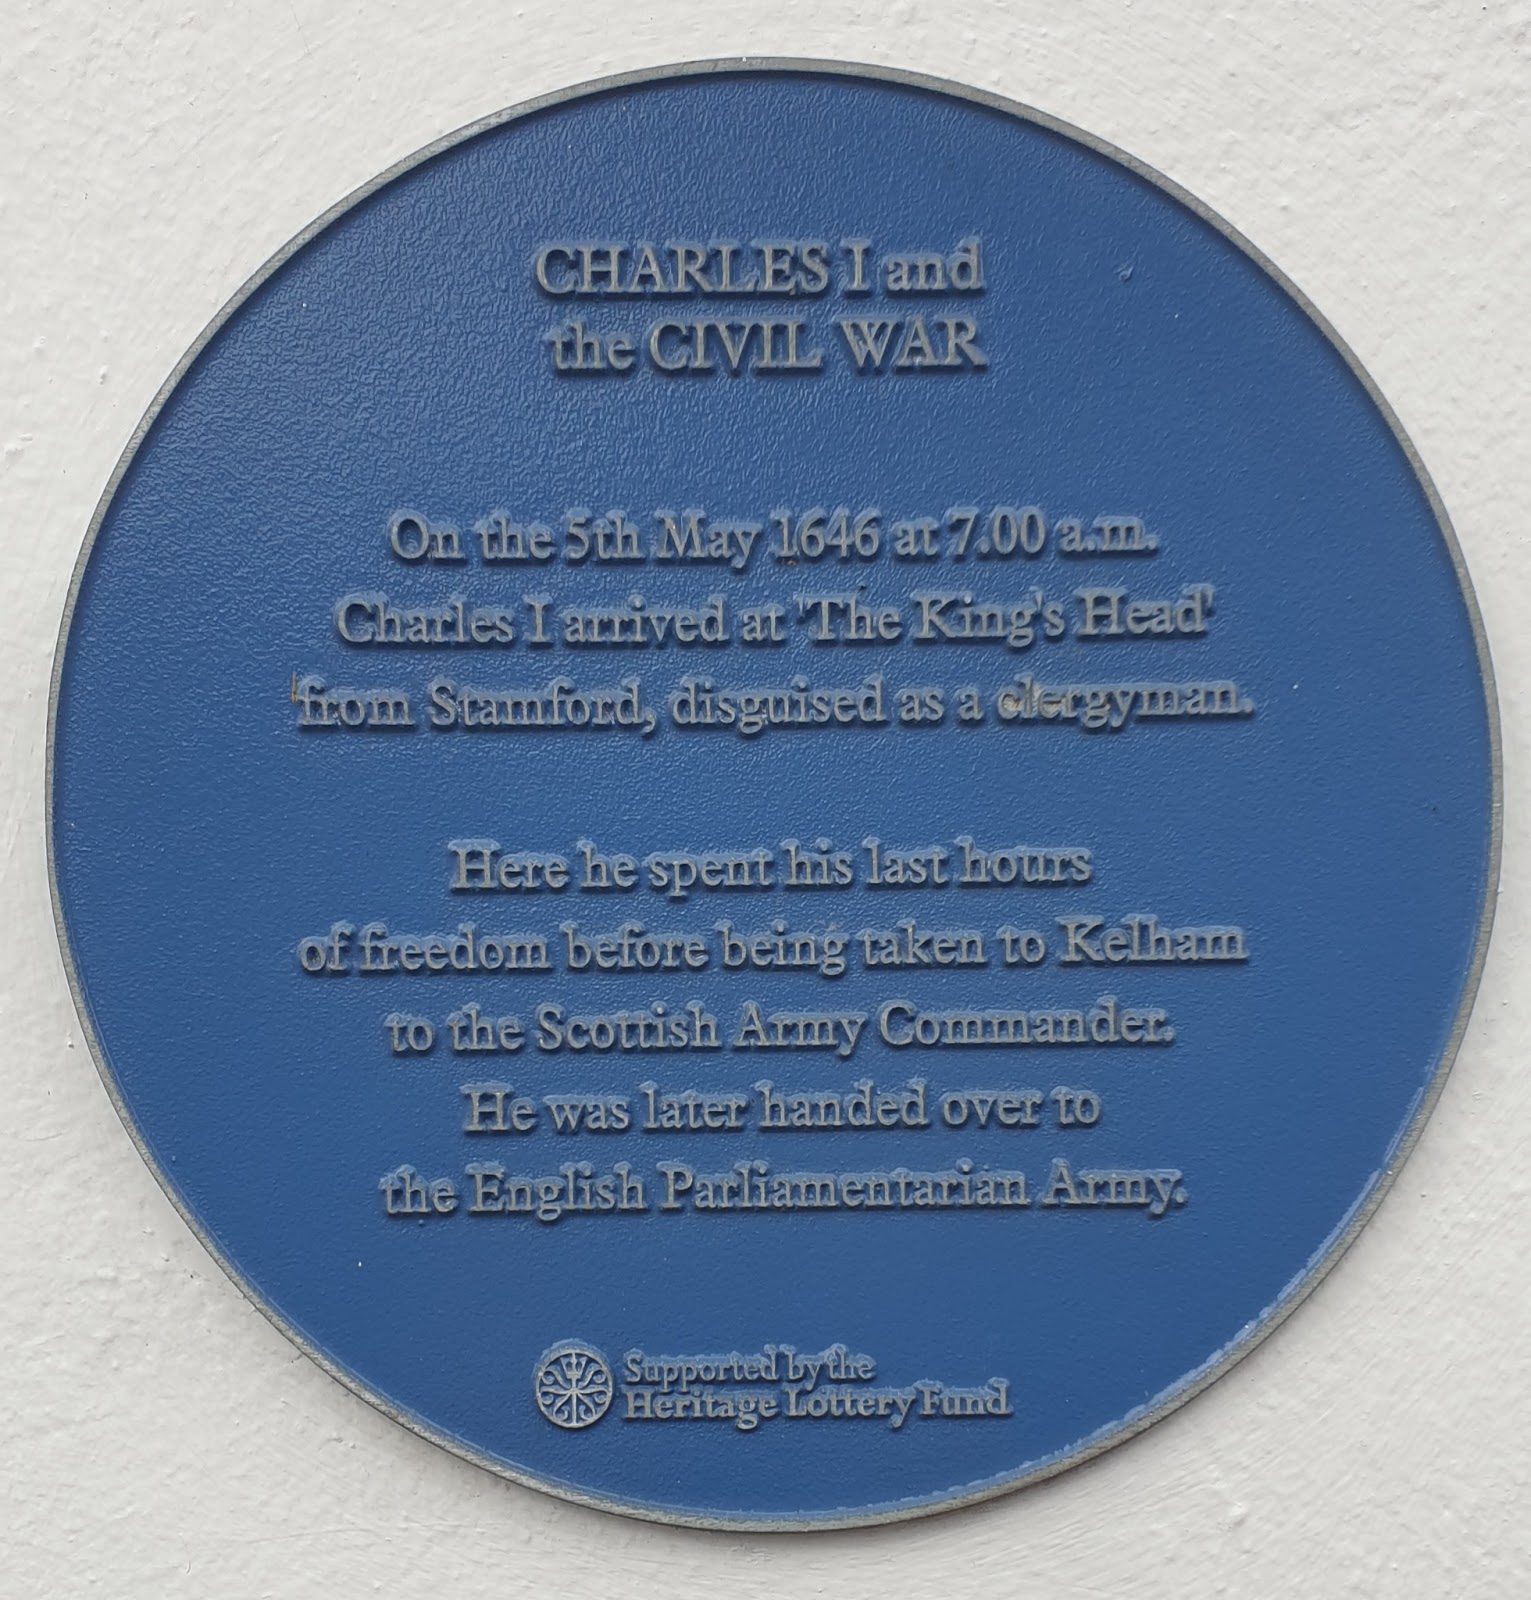 CHARLES I and
the CIVIL WAR
On the 5th May 1646 at 7.00 a.m.
Charles I arrived at 'The King's Head'
from Stamford, disguised as a clergyman.
Here he spent his last hours
of freedom before being taken to Kelham
to the Scottish Army Commander.
He was later handed over to
the English Parliamentarian Army.
Supported by the
Heritage Lottery Fund